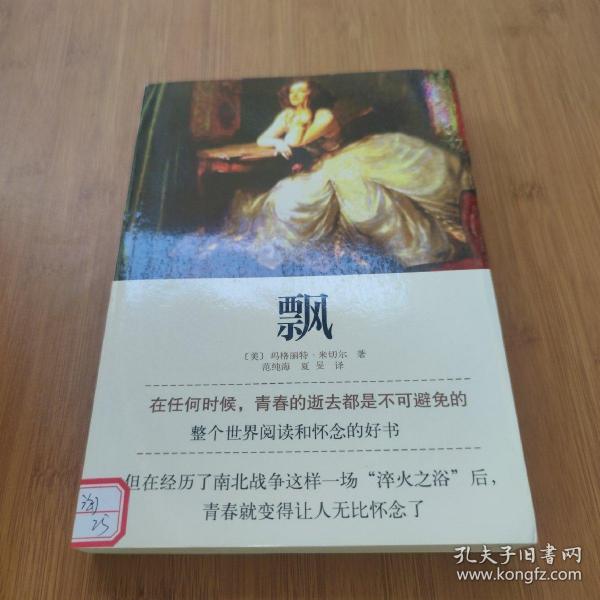 飘
〔美〕玛格丽特·米切尔 著
范纯海 夏旻 译
在任何时候，青春的逝去都是不可避免的
整个世界阅读和怀念的好书
但在经历了南北战争这样一场“淬火之浴”后，
青春就变得让人无比怀念了
25
孔夫子旧书网
www.kongfz.com